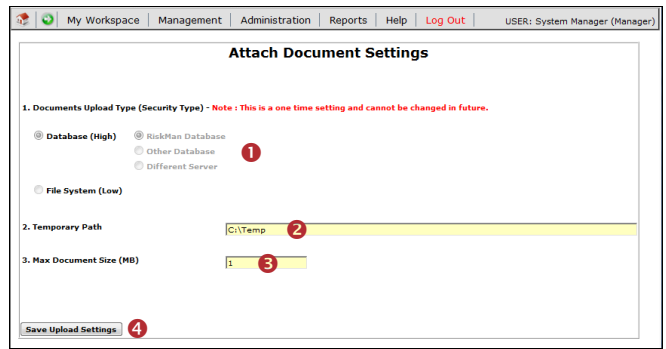 My Workspace | Management | Administration | Reports | Help | Log Out | USER: System Manager (Manager)
Attach Document Settings
1. Documents Upload Type (Security Type) - Note : This is a one time setting and cannot be changed in future.
Database (High) RiskMan Database
Other Database 1
Different Server
File System (Low)
2. Temporary Path C:\Temp 2
3. Max Document Size (MB) 1 3
Save Upload Settings 4